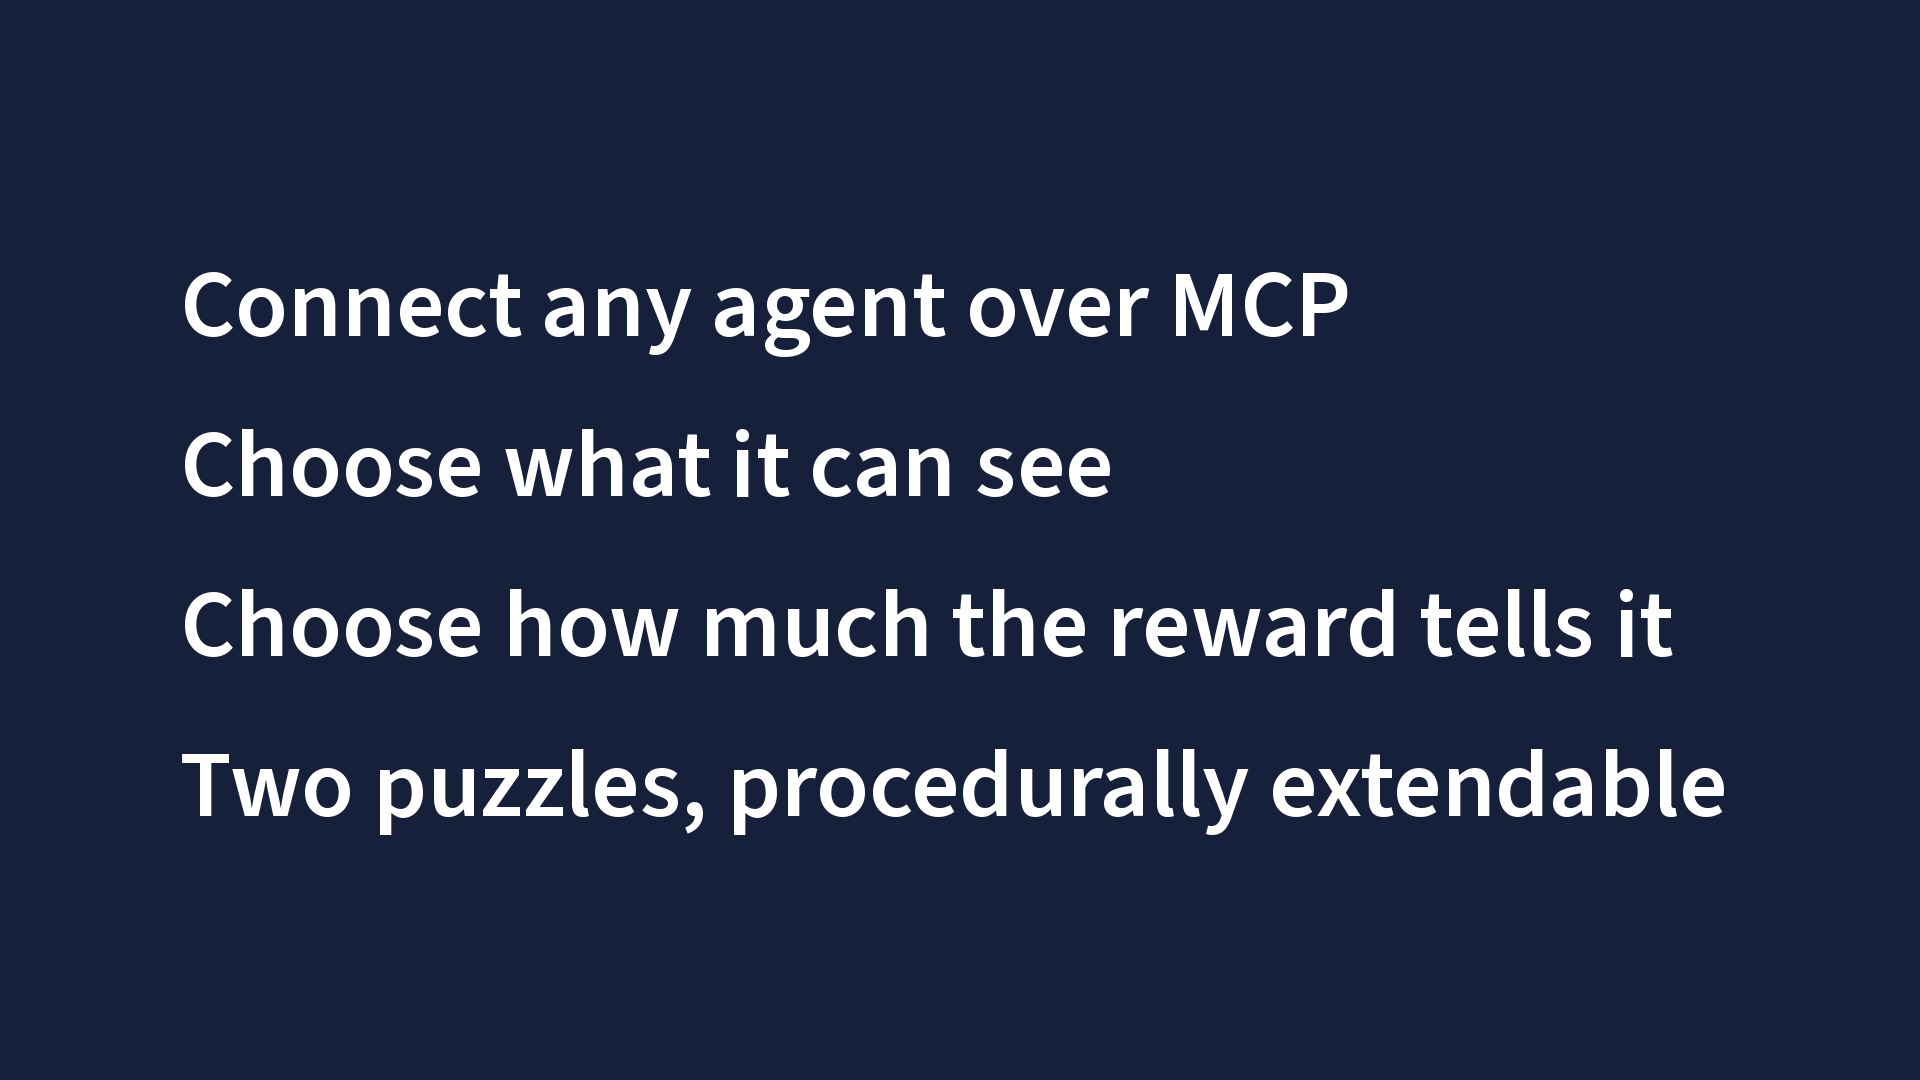 Connect any agent over MCP
Choose what it can see
Choose how much the reward tells it
Two puzzles, procedurally extendable